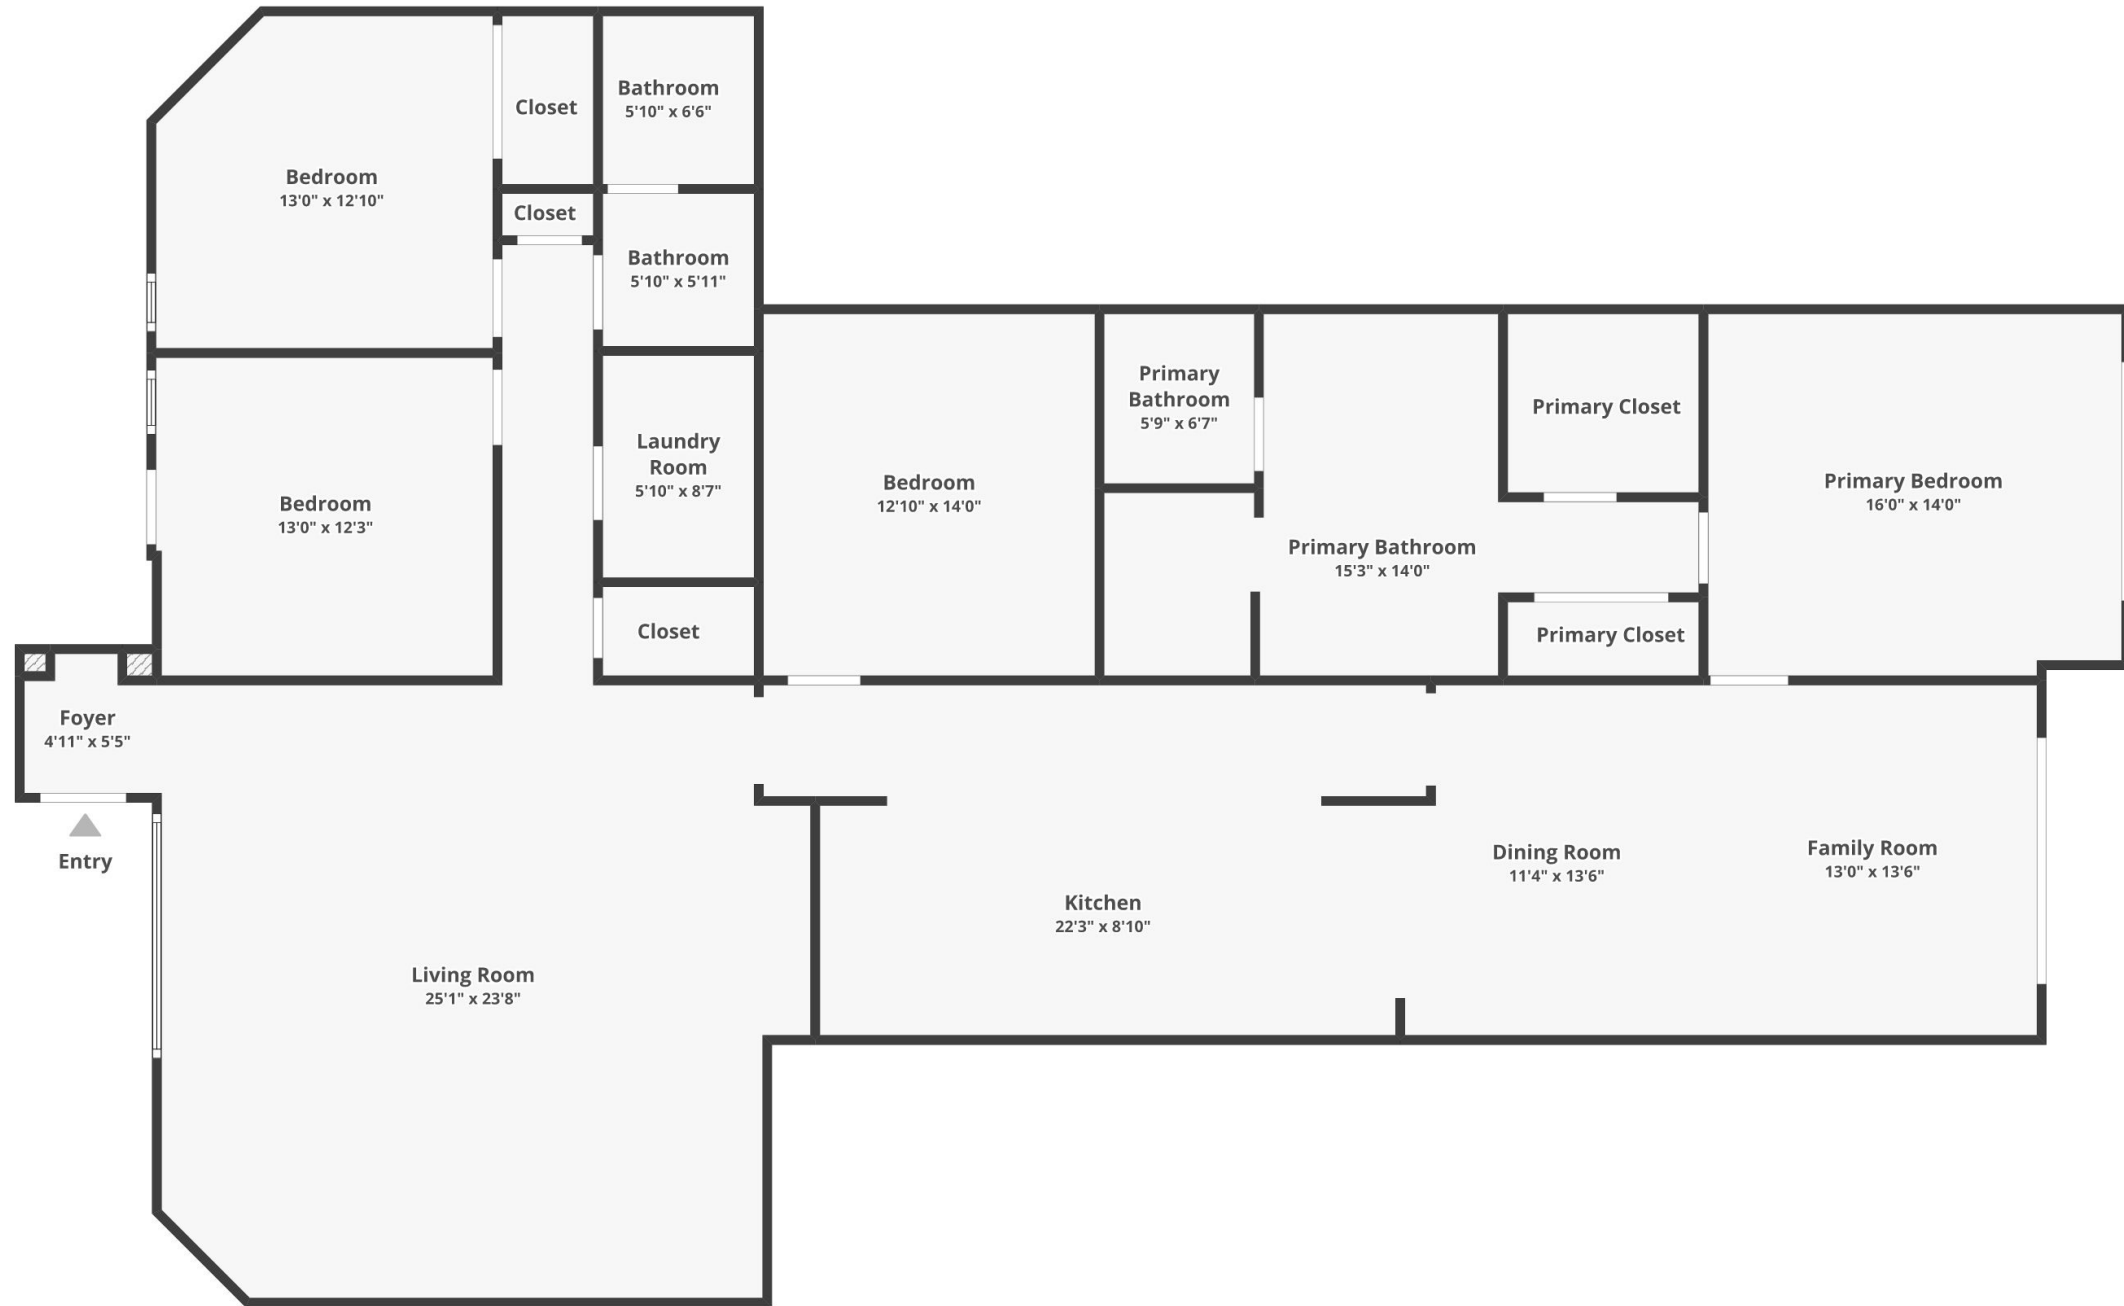 Closet
Bathroom
5'10" x 6'6"
Bedroom
13'0" x 12'10"
Closet
Bathroom
5'10" x 5'11"
Laundry
Room
5'10" x 8'7"
Bedroom
13'0" x 12'3"
Closet
Bedroom
12'10" x 14'0"
Primary
Bathroom
5'9" x 6'7"
Primary Bathroom
15'3" x 14'0"
Primary Closet
Primary Closet
Primary Bedroom
16'0" x 14'0"
Foyer
4'11" x 5'5"
Entry
Living Room
25'1" x 23'8"
Kitchen
22'3" x 8'10"
Dining Room
11'4" x 13'6"
Family Room
13'0" x 13'6"